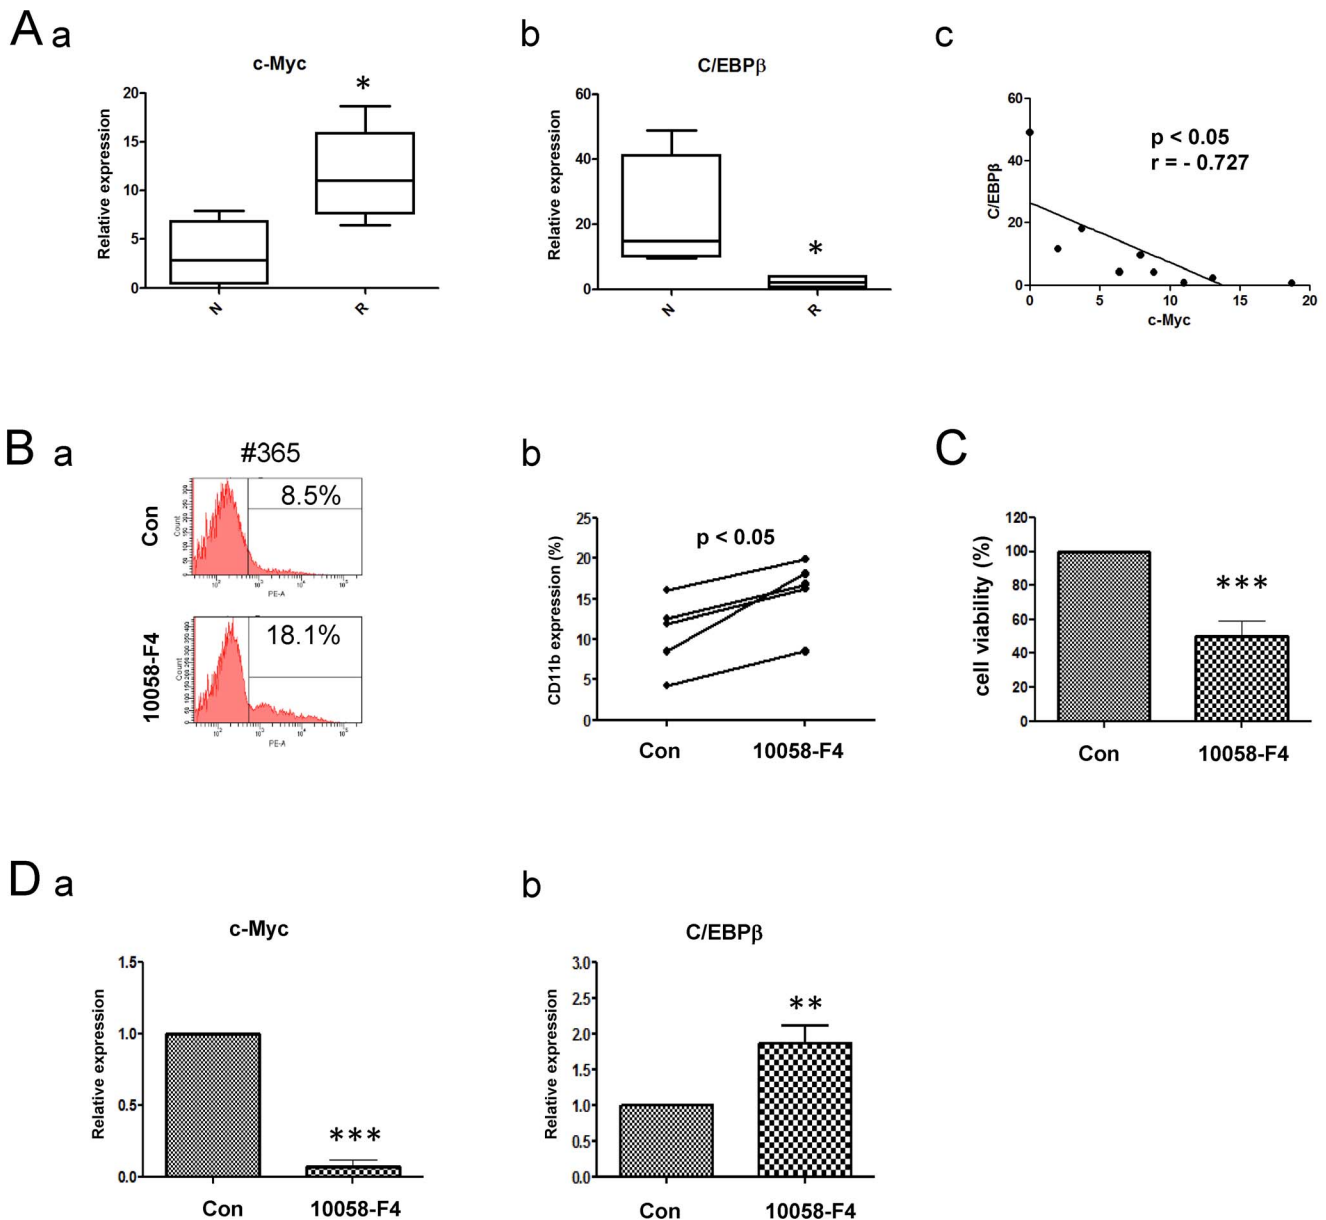 A a b c
c-Myc
Relative expression
20
15
10
5
0
*
N R
C/EBPβ
Relative expression
60
40
20
0
*
N R
C/EBPβ
60
40
20
0
p < 0.05
r = - 0.727
0 5 10 15 20
c-Myc
B a b C
#365
Con
8.5%
Count
PE-A
10058-F4
18.1%
Count
PE-A
CD11b expression (%)
25
20
15
10
5
0
p < 0.05
Con 10058-F4
cell viability (%)
120
100
80
60
40
20
0
***
Con 10058-F4
D a b
c-Myc
Relative expression
1.5
1.0
0.5
0.0
***
Con 10058-F4
C/EBPβ
Relative expression
3.0
2.5
2.0
1.5
1.0
0.5
0.0
**
Con 10058-F4